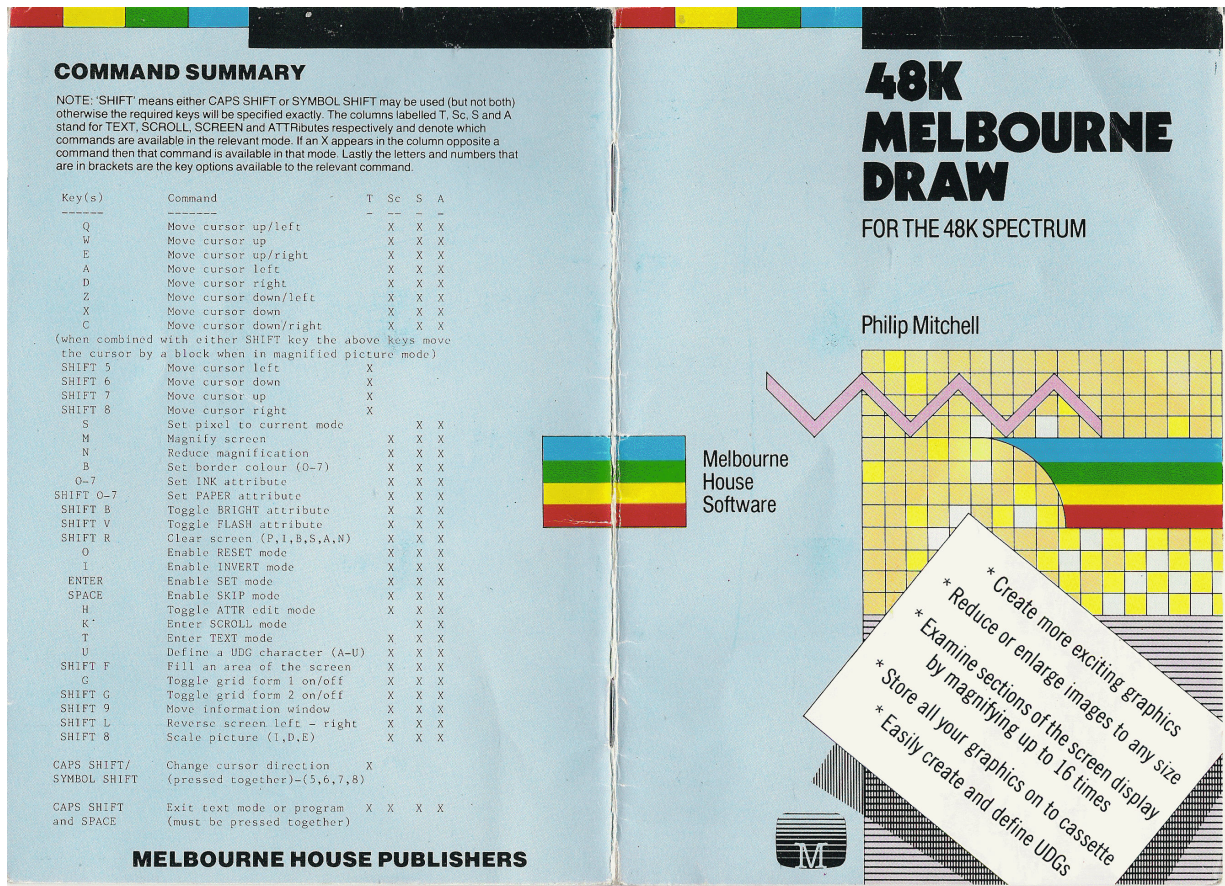 COMMAND SUMMARY
NOTE: 'SHIFT' means either CAPS SHIFT or SYMBOL SHIFT may be used (but not both)
otherwise the required keys will be specified exactly. The columns labelled T, Sc, S and A
stand for TEXT, SCROLL, SCREEN and ATTRibutes respectively and denote which
commands are available in the relevant mode. If an X appears in the column opposite a
command then that command is available in that mode. Lastly the letters and numbers that
are in brackets are the key options available to the relevant command.
Key(s) Command T Sc S A
------ ------- - -- - -
Q Move cursor up/left X X X
W Move cursor up X X X
E Move cursor up/right X X X
A Move cursor left X X X
D Move cursor right X X X
Z Move cursor down/left X X X
X Move cursor down X X X
C Move cursor down/right X X X
(when combined with either SHIFT key the above keys move
the cursor by a block when in magnified picture mode)
SHIFT 5 Move cursor left X
SHIFT 6 Move cursor down X
SHIFT 7 Move cursor up X
SHIFT 8 Move cursor right X
S Set pixel to current mode X X
M Magnify screen X X X
N Reduce magnification X X X
B Set border colour (0-7) X X X
0-7 Set INK attribute X X X
SHIFT 0-7 Set PAPER attribute X X X
SHIFT B Toggle BRIGHT attribute X X X
SHIFT V Toggle FLASH attribute X X X
SHIFT R Clear screen (P,I,B,S,A,N) X X X
O Enable RESET mode X X X
I Enable INVERT mode X X X
ENTER Enable SET mode X X X
SPACE Enable SKIP mode X X X
H Toggle ATTR edit mode X X X
K Enter SCROLL mode X X
T Enter TEXT mode X X X
U Define a UDG character (A-U) X X X
SHIFT F Fill an area of the screen X X X
G Toggle grid form 1 on/off X X X
SHIFT G Toggle grid form 2 on/off X X X
SHIFT 9 Move information window X X X
SHIFT L Reverse screen left - right X X X
SHIFT 8 Scale picture (I,D,E) X X X
CAPS SHIFT/ Change cursor direction X
SYMBOL SHIFT (pressed together)-(5,6,7,8)
CAPS SHIFT Exit text mode or program X X X X
and SPACE (must be pressed together)
MELBOURNE HOUSE PUBLISHERS
48K
MELBOURNE
DRAW
FOR THE 48K SPECTRUM
Philip Mitchell
Melbourne
House
Software
* Create more exciting graphics
* Reduce or enlarge images to any size
* Examine sections of the screen display
by magnifying up to 16 times
* Store all your graphics on to cassette
* Easily create and define UDGs
M